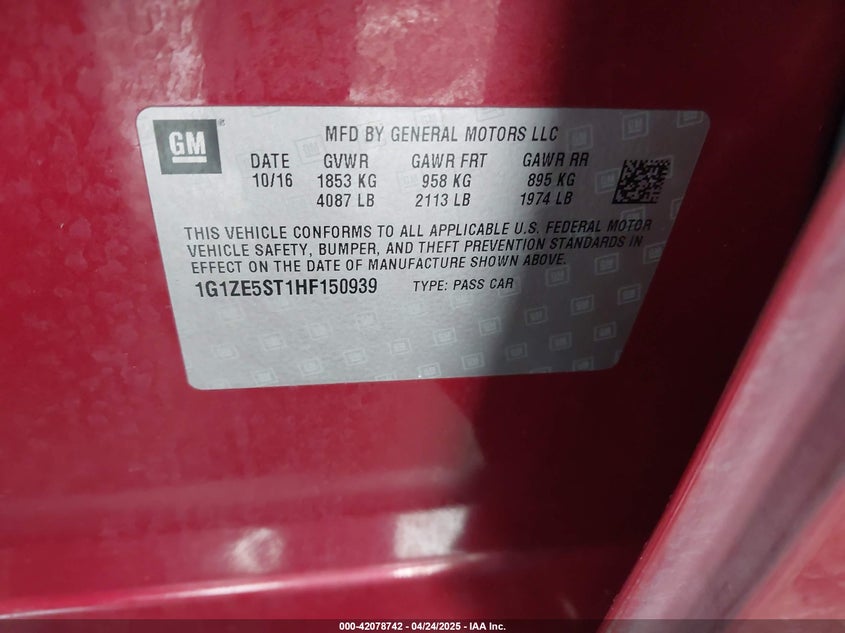 GM
MFD BY GENERAL MOTORS LLC
DATE GVWR GAWR FRT GAWR RR
10/16 1853 KG 958 KG 895 KG
4087 LB 2113 LB 1974 LB
THIS VEHICLE CONFORMS TO ALL APPLICABLE U.S. FEDERAL MOTOR
VEHICLE SAFETY, BUMPER, AND THEFT PREVENTION STANDARDS IN
EFFECT ON THE DATE OF MANUFACTURE SHOWN ABOVE.
1G1ZE5ST1HF150939 TYPE: PASS CAR
000-42078742 / 04/24/2025 - IAA Inc.